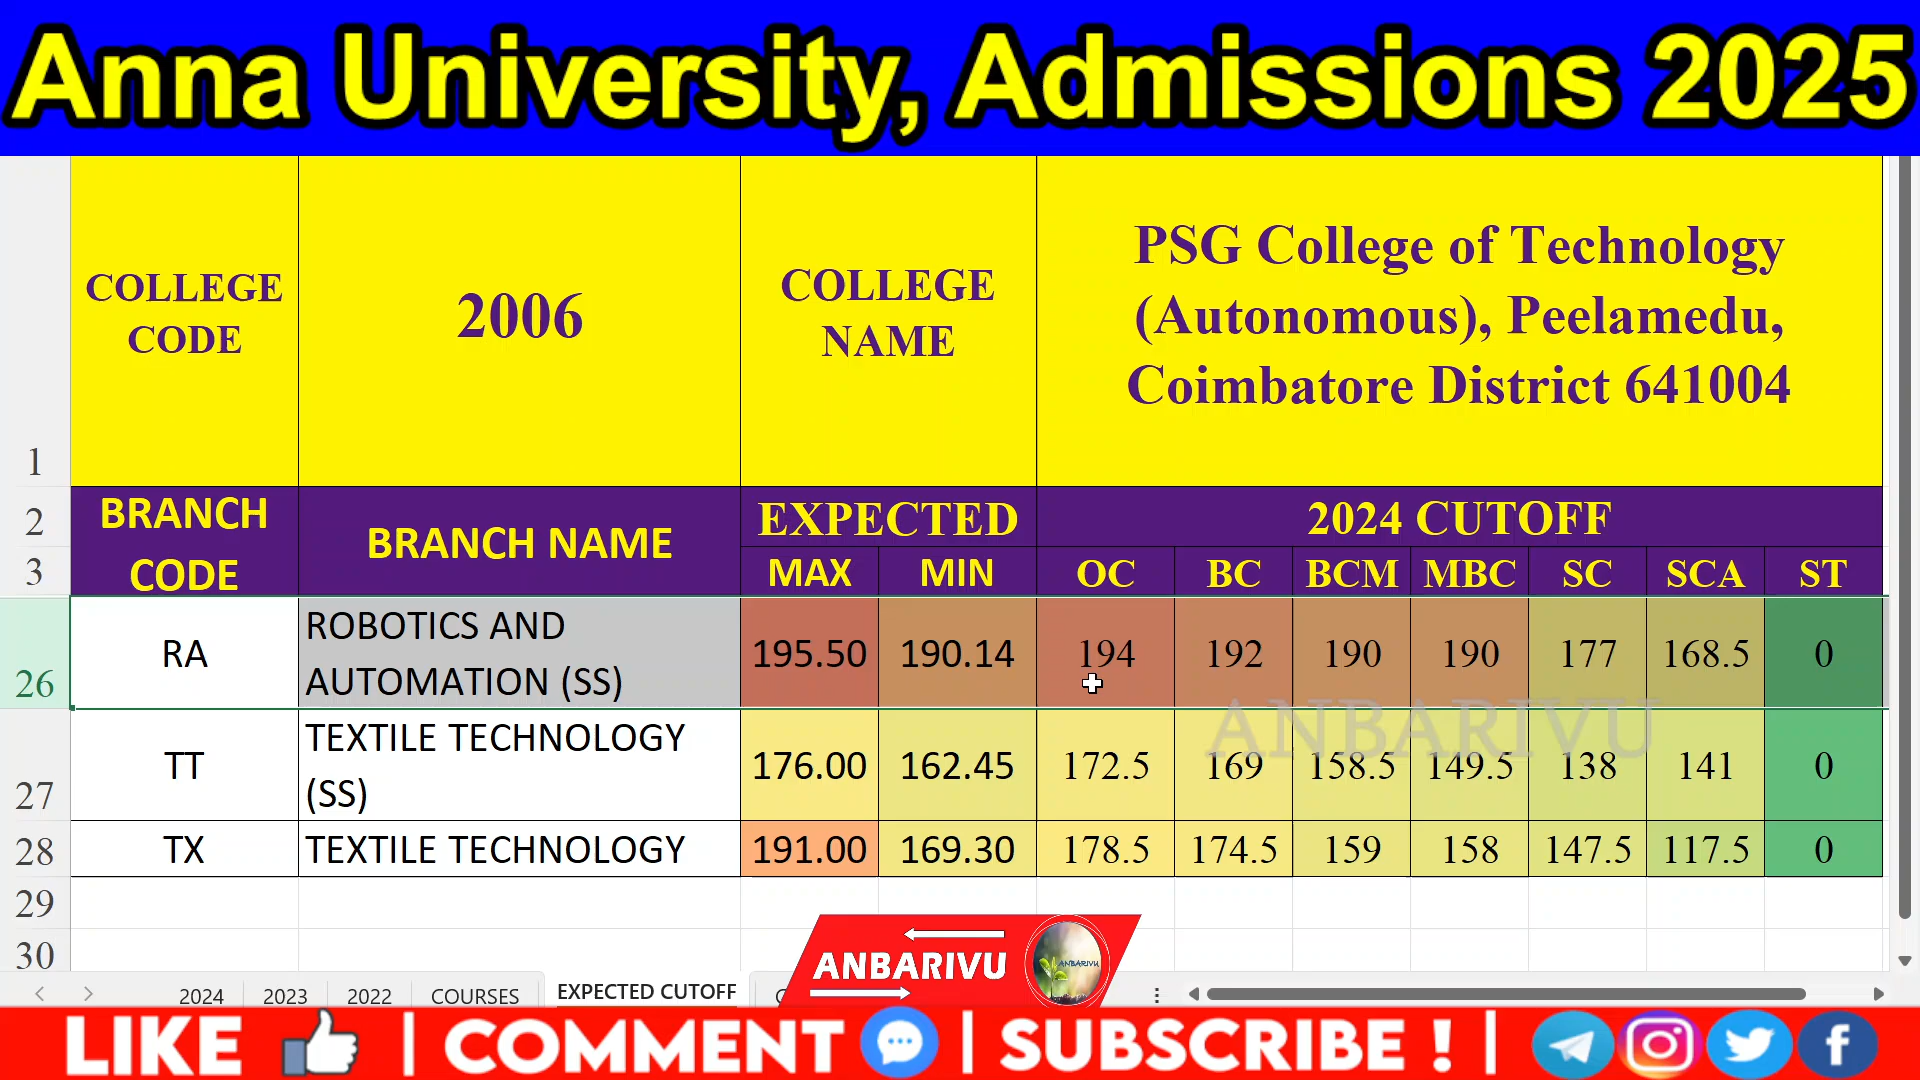 Anna University, Admissions 2025
COLLEGE CODE
2006
COLLEGE NAME
PSG College of Technology
(Autonomous), Peelamedu,
Coimbatore District 641004
1
2
3
BRANCH CODE
BRANCH NAME
EXPECTED
2024 CUTOFF
MAX MIN OC BC BCM MBC SC SCA ST
26 RA ROBOTICS AND AUTOMATION (SS) 195.50 190.14 194 192 190 190 177 168.5 0
ANBARIVU
27 TT TEXTILE TECHNOLOGY (SS) 176.00 162.45 172.5 169 158.5 149.5 138 141 0
28 TX TEXTILE TECHNOLOGY 191.00 169.30 178.5 174.5 159 158 147.5 117.5 0
29
30
ANBARIVU
ANBARIVU
2024 2023 2022 COURSES EXPECTED CUTOFF
LIKE | COMMENT | SUBSCRIBE ! |